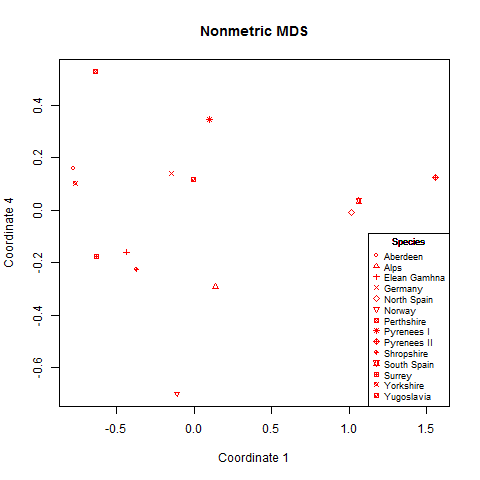 Nonmetric MDS
Coordinate 4
0.4
0.2
0.0
-0.2
-0.4
-0.6
Species
Aberdeen
Alps
Elean Gamhna
Germany
North Spain
Norway
Perthshire
Pyrenees I
Pyrenees II
Shropshire
South Spain
Surrey
Yorkshire
Yugoslavia
-0.5 0.0 0.5 1.0 1.5
Coordinate 1